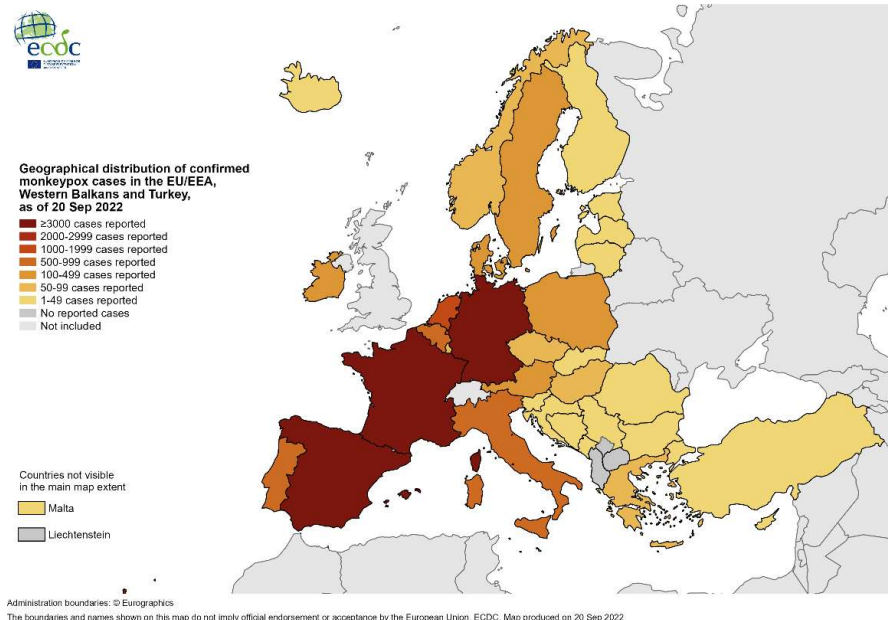 ecdc
Geographical distribution of confirmed
monkeypox cases in the EU/EEA,
Western Balkans and Turkey,
as of 20 Sep 2022
≥3000 cases reported
2000-2999 cases reported
1000-1999 cases reported
500-999 cases reported
100-499 cases reported
50-99 cases reported
1-49 cases reported
No reported cases
Not included
Countries not visible
in the main map extent
Malta
Liechtenstein
Administration boundaries: © Eurographics
The boundaries and names shown on this map do not imply official endorsement or acceptance by the European Union. ECDC. Map produced on 20 Sep 2022